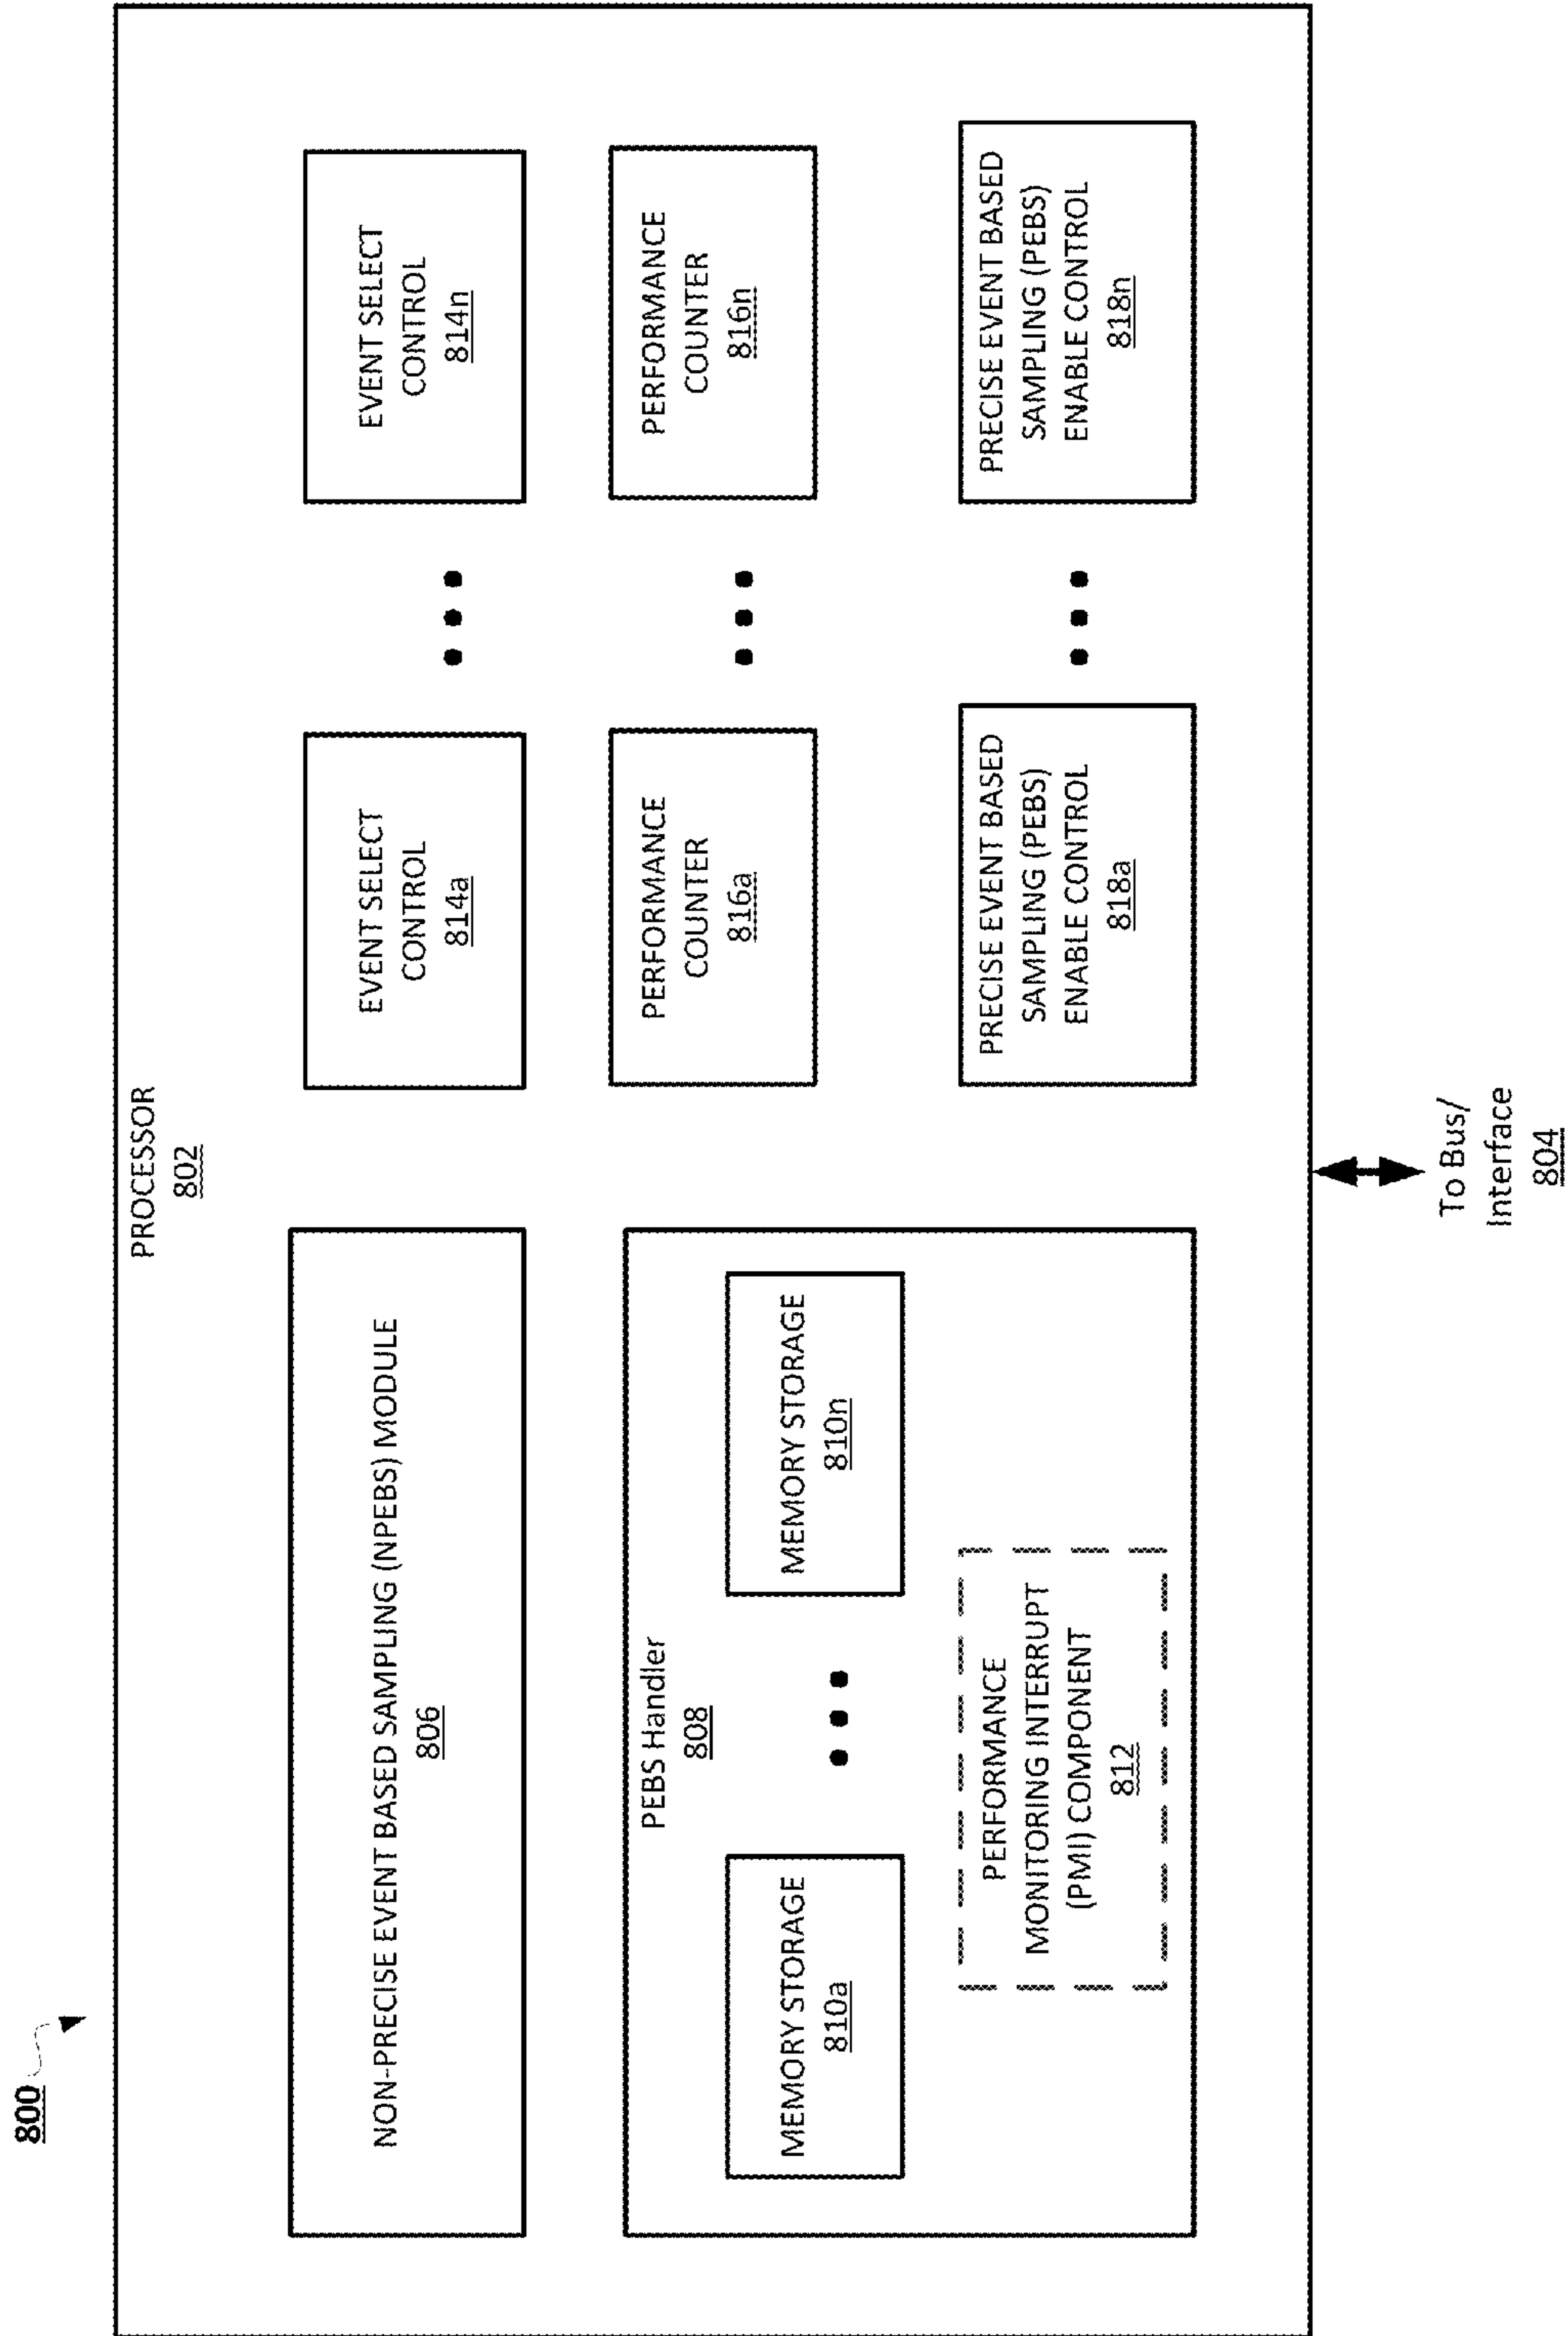 800
PROCESSOR
802
NON-PRECISE EVENT BASED SAMPLING (NPEBS) MODULE
806
PEBS Handler
808
MEMORY STORAGE
810a
MEMORY STORAGE
810n
PERFORMANCE
MONITORING INTERRUPT
(PMI) COMPONENT
812
EVENT SELECT
CONTROL
814a
EVENT SELECT
CONTROL
814n
PERFORMANCE
COUNTER
816a
PERFORMANCE
COUNTER
816n
PRECISE EVENT BASED
SAMPLING (PEBS)
ENABLE CONTROL
818a
PRECISE EVENT BASED
SAMPLING (PEBS)
ENABLE CONTROL
818n
To Bus/
Interface
804